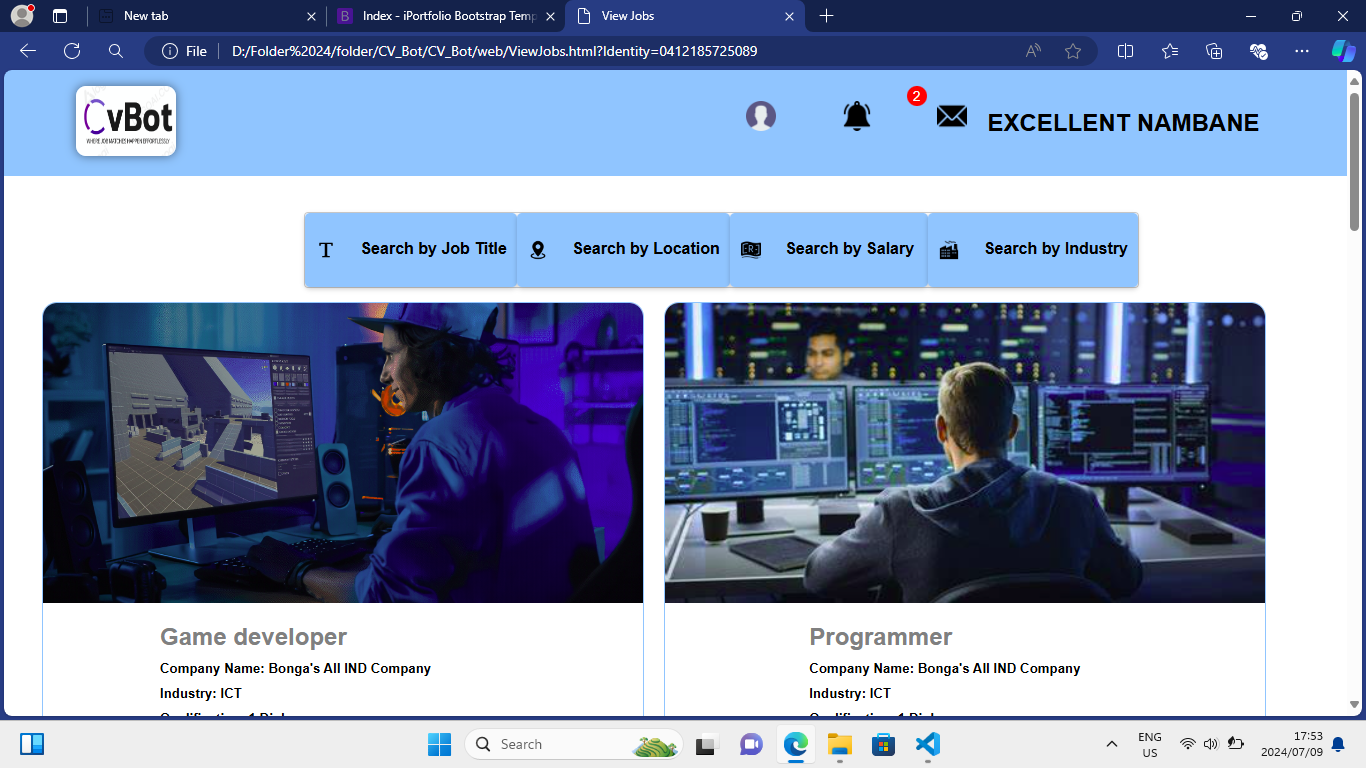 New tab
Index - iPortfolio Bootstrap Temp
View Jobs
File
D:/Folder%2024/folder/CV_Bot/CV_Bot/web/ViewJobs.html?Identity=0412185725089
CvBot
WHERE JOB MATCHES HAPPEN EFFORTLESSLY
2
EXCELLENT NAMBANE
Search by Job Title
Search by Location
Search by Salary
Search by Industry
Game developer
Company Name: Bonga's All IND Company
Industry: ICT
Programmer
Company Name: Bonga's All IND Company
Industry: ICT
Search
ENG
US
17:53
2024/07/09